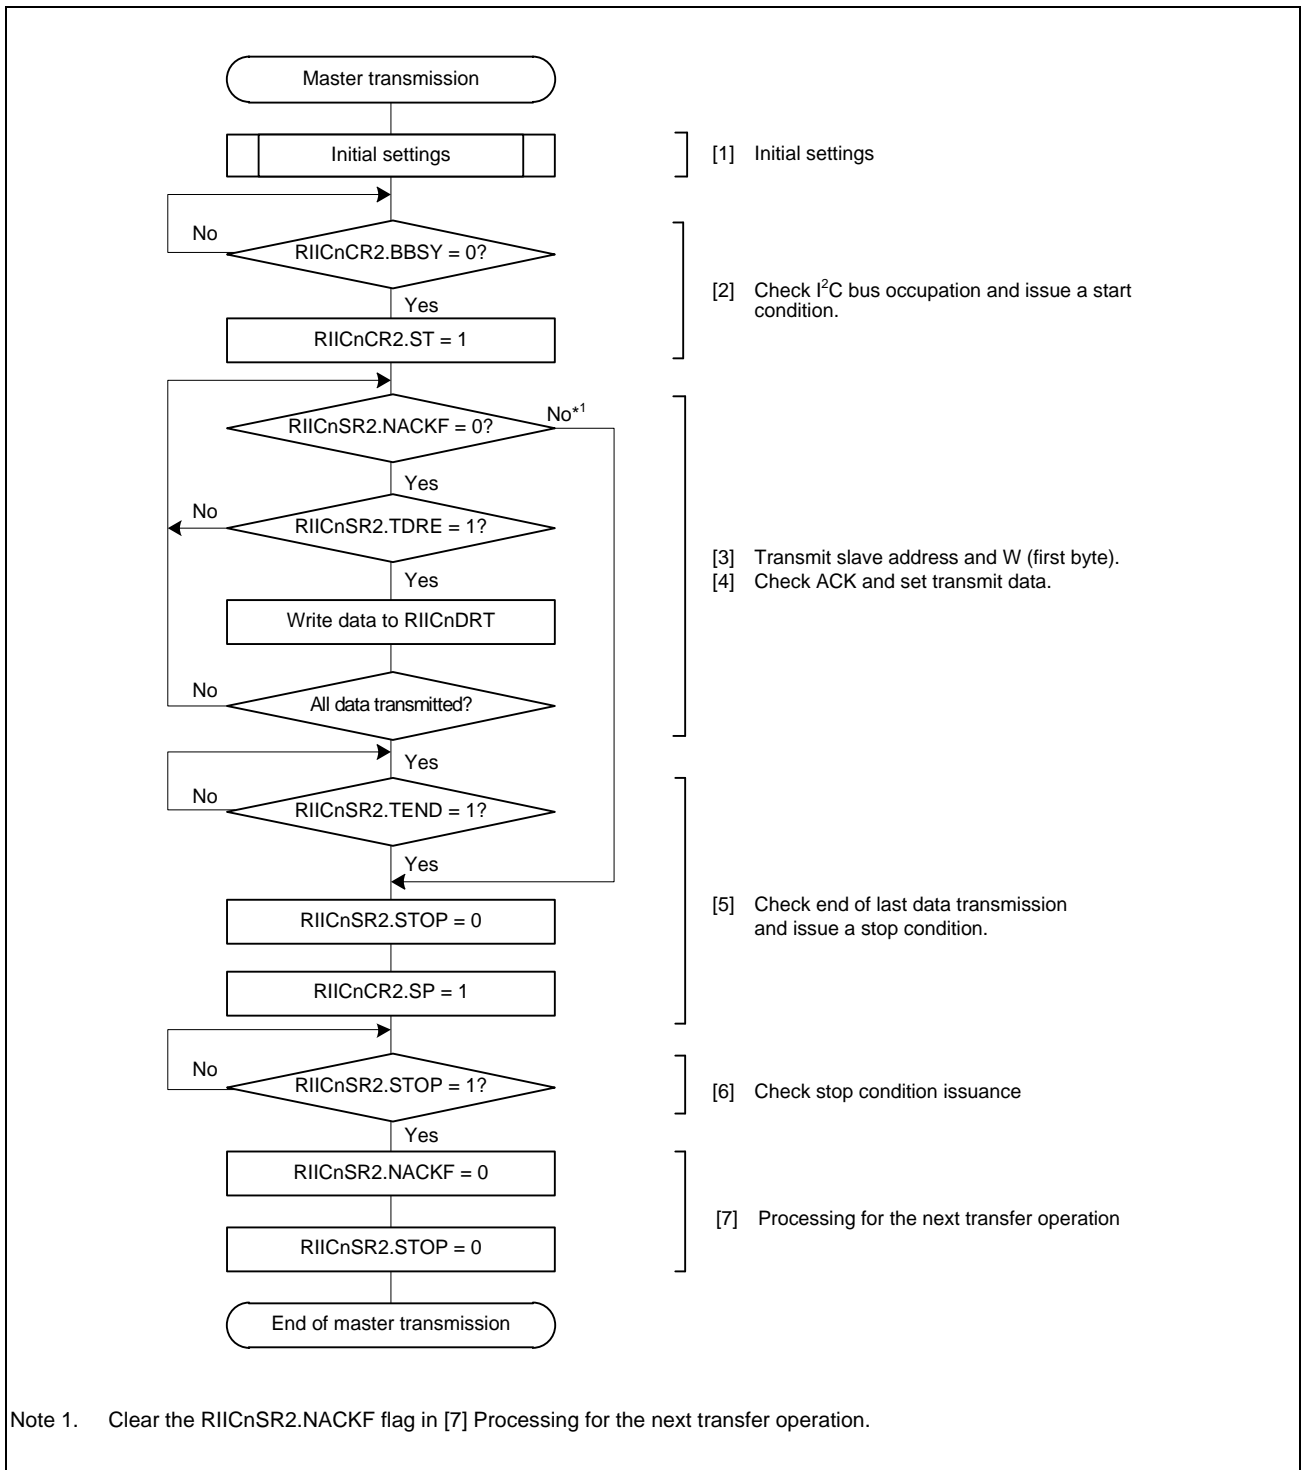 Master transmission
Initial settings
[1] Initial settings
No
RIICnCR2.BBSY = 0?
Yes
[2] Check I²C bus occupation and issue a start
condition.
RIICnCR2.ST = 1
RIICnSR2.NACKF = 0?
No*¹
Yes
No
RIICnSR2.TDRE = 1?
Yes
[3] Transmit slave address and W (first byte).
[4] Check ACK and set transmit data.
Write data to RIICnDRT
No
All data transmitted?
Yes
No
RIICnSR2.TEND = 1?
Yes
[5] Check end of last data transmission
and issue a stop condition.
RIICnSR2.STOP = 0
RIICnCR2.SP = 1
No
RIICnSR2.STOP = 1?
[6] Check stop condition issuance
Yes
RIICnSR2.NACKF = 0
[7] Processing for the next transfer operation
RIICnSR2.STOP = 0
End of master transmission
Note 1. Clear the RIICnSR2.NACKF flag in [7] Processing for the next transfer operation.